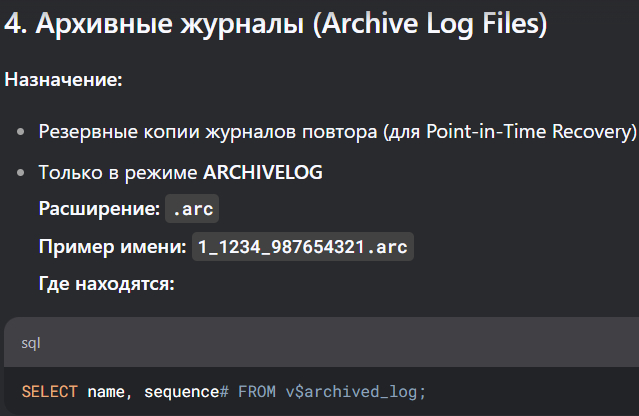 4. Архивные журналы (Archive Log Files)
Назначение:
Резервные копии журналов повтора (для Point-in-Time Recovery)
Только в режиме ARCHIVELOG
Расширение: .arc
Пример имени: 1_1234_987654321.arc
Где находятся:
sql
SELECT name, sequence# FROM v$archived_log;